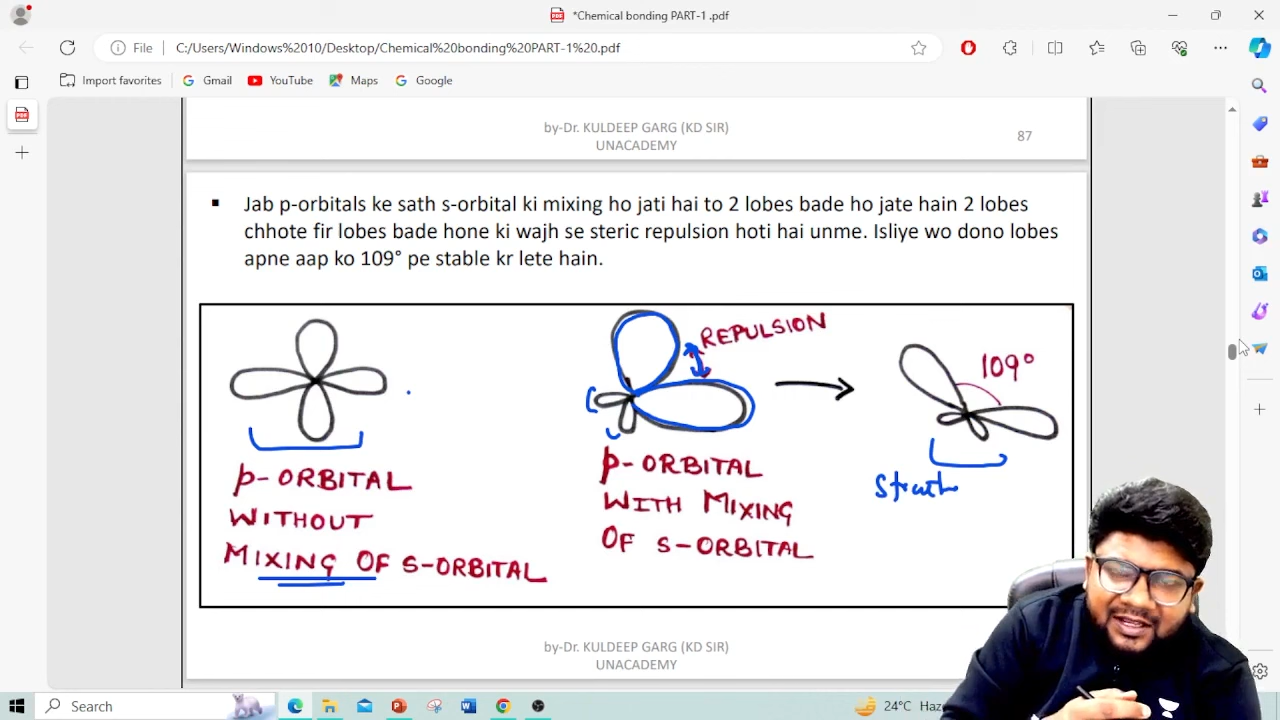 *Chemical bonding PART-1 .pdf
File
C:/Users/Windows%2010/Desktop/Chemical%20bonding%20PART-1%20.pdf
Import favorites
Gmail
YouTube
Maps
Google
by-Dr. KULDEEP GARG (KD SIR)
UNACADEMY
87
▪ Jab p-orbitals ke sath s-orbital ki mixing ho jati hai to 2 lobes bade ho jate hain 2 lobes
chhote fir lobes bade hone ki wajh se steric repulsion hoti hai unme. Isliye wo dono lobes
apne aap ko 109° pe stable kr lete hain.
REPULSION
109°
p-ORBITAL
WITHOUT
MIXING OF S-ORBITAL
p-ORBITAL
WITH MIXING
OF S-ORBITAL
by-Dr. KULDEEP GARG (KD SIR)
UNACADEMY
Search
24°C Haze